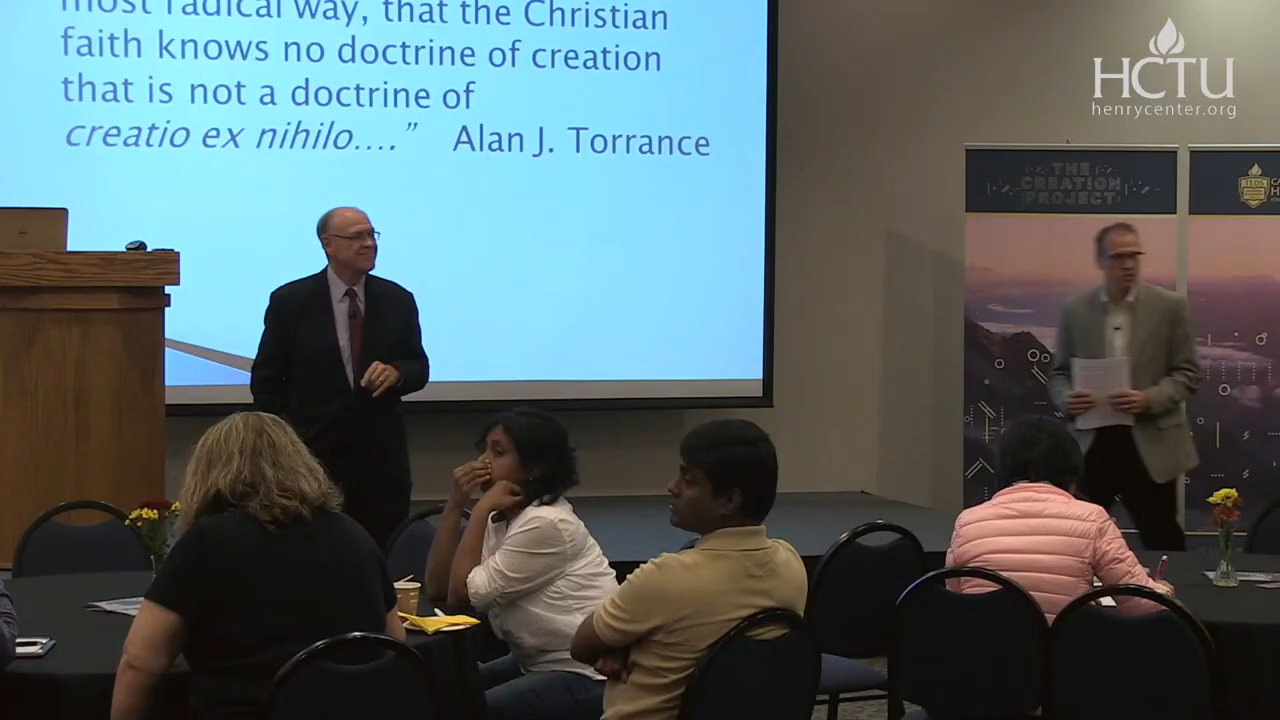 most radical way, that the Christian
faith knows no doctrine of creation
that is not a doctrine of
creatio ex nihilo....” Alan J. Torrance
HCTU
henrycenter.org
THE
CREATION
PROJECT
TEDS